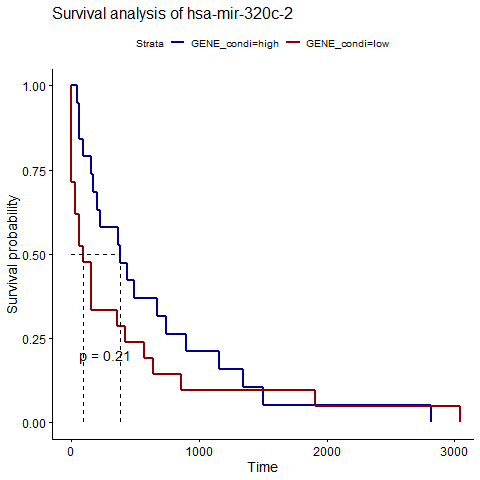 Survival analysis of hsa-mir-320c-2
Strata GENE_condi=high GENE_condi=low
Survival probability
1.00
0.75
0.50
0.25
0.00
p = 0.21
0 1000 2000 3000
Time